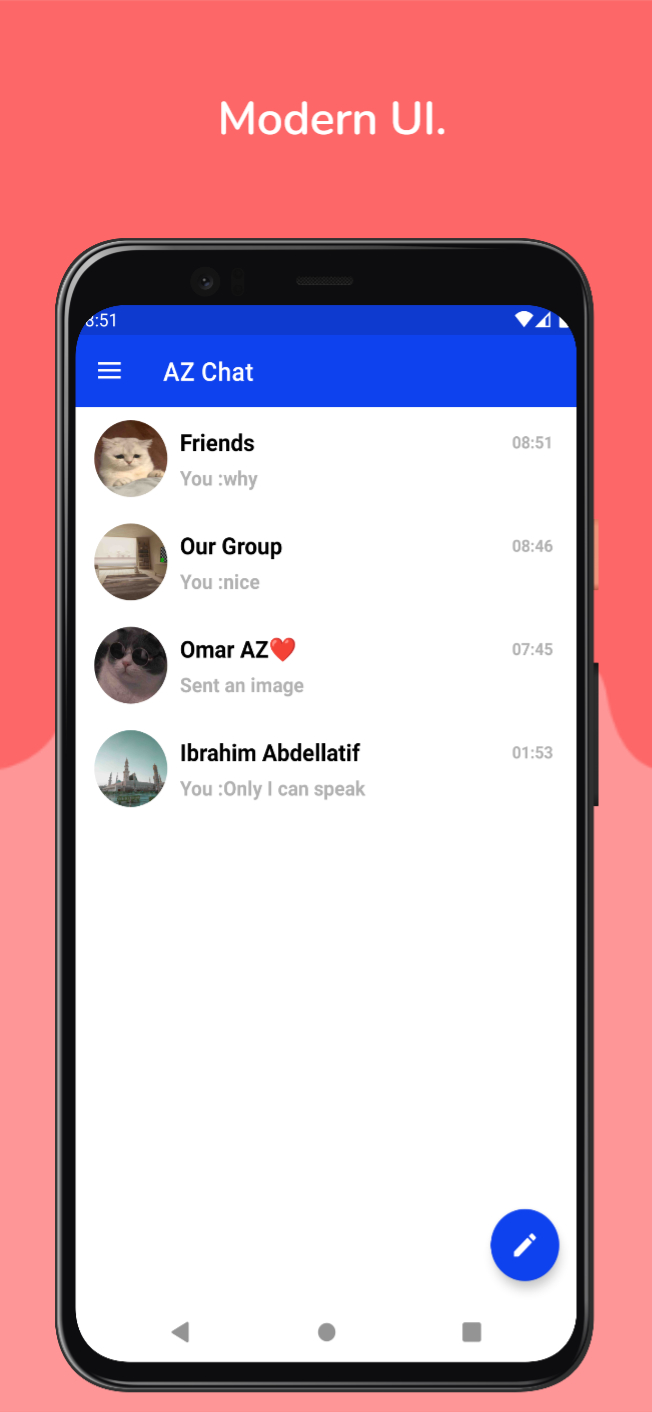 Modern UI.
8:51
AZ Chat
Friends
08:51
You :why
Our Group
08:46
You :nice
Omar AZ❤️
07:45
Sent an image
Ibrahim Abdellatif
01:53
You :Only I can speak